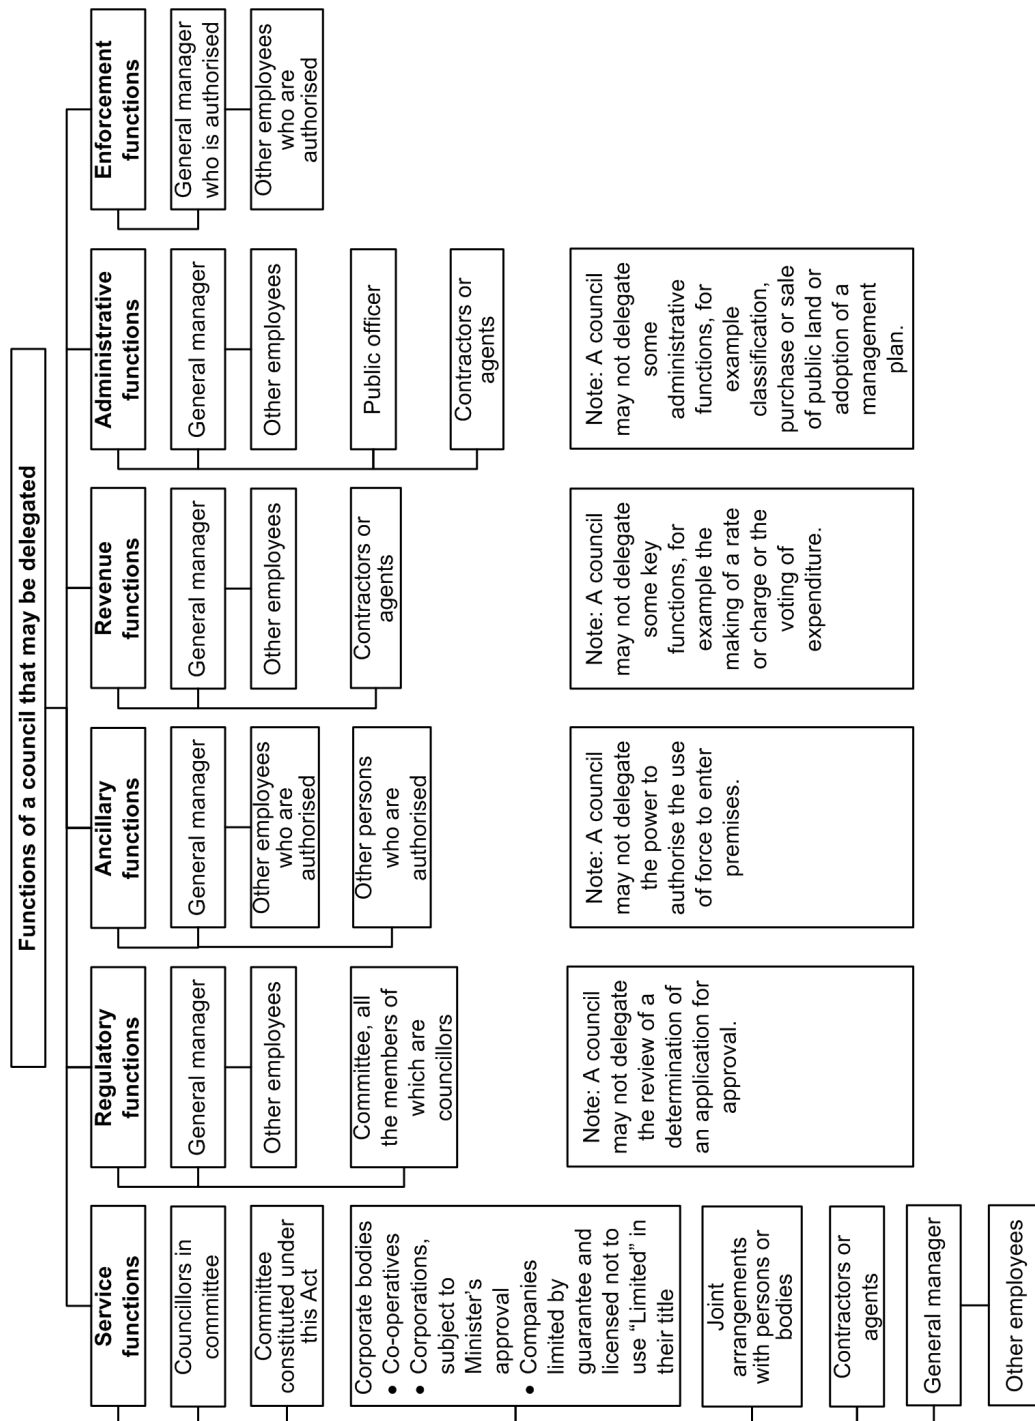 Functions of a council that may be delegated
Service
functions
Councillors in
committee
Committee
constituted under
this Act
Corporate bodies
• Co-operatives
• Corporations,
subject to
Minister’s
approval
• Companies
limited by
guarantee and
licensed not to
use “Limited” in
their title
Joint
arrangements
with persons or
bodies
Contractors or
agents
General manager
Other employees
Regulatory
functions
General manager
Other employees
Committee, all
the members of
which are
councillors
Note: A council
may not delegate
the review of a
determination of
an application for
approval.
Ancillary
functions
General manager
Other employees
who are
authorised
Other persons
who are
authorised
Note: A council
may not delegate
the power to
authorise the use
of force to enter
premises.
Revenue
functions
General manager
Other employees
Contractors or
agents
Note: A council
may not delegate
some key
functions, for
example the
making of a rate
or charge or the
voting of
expenditure.
Administrative
functions
General manager
Other employees
Public officer
Contractors or
agents
Note: A council
may not delegate
some
administrative
functions, for
example
classification,
purchase or sale
of public land or
adoption of a
management
plan.
Enforcement
functions
General manager
who is authorised
Other employees
who are
authorised